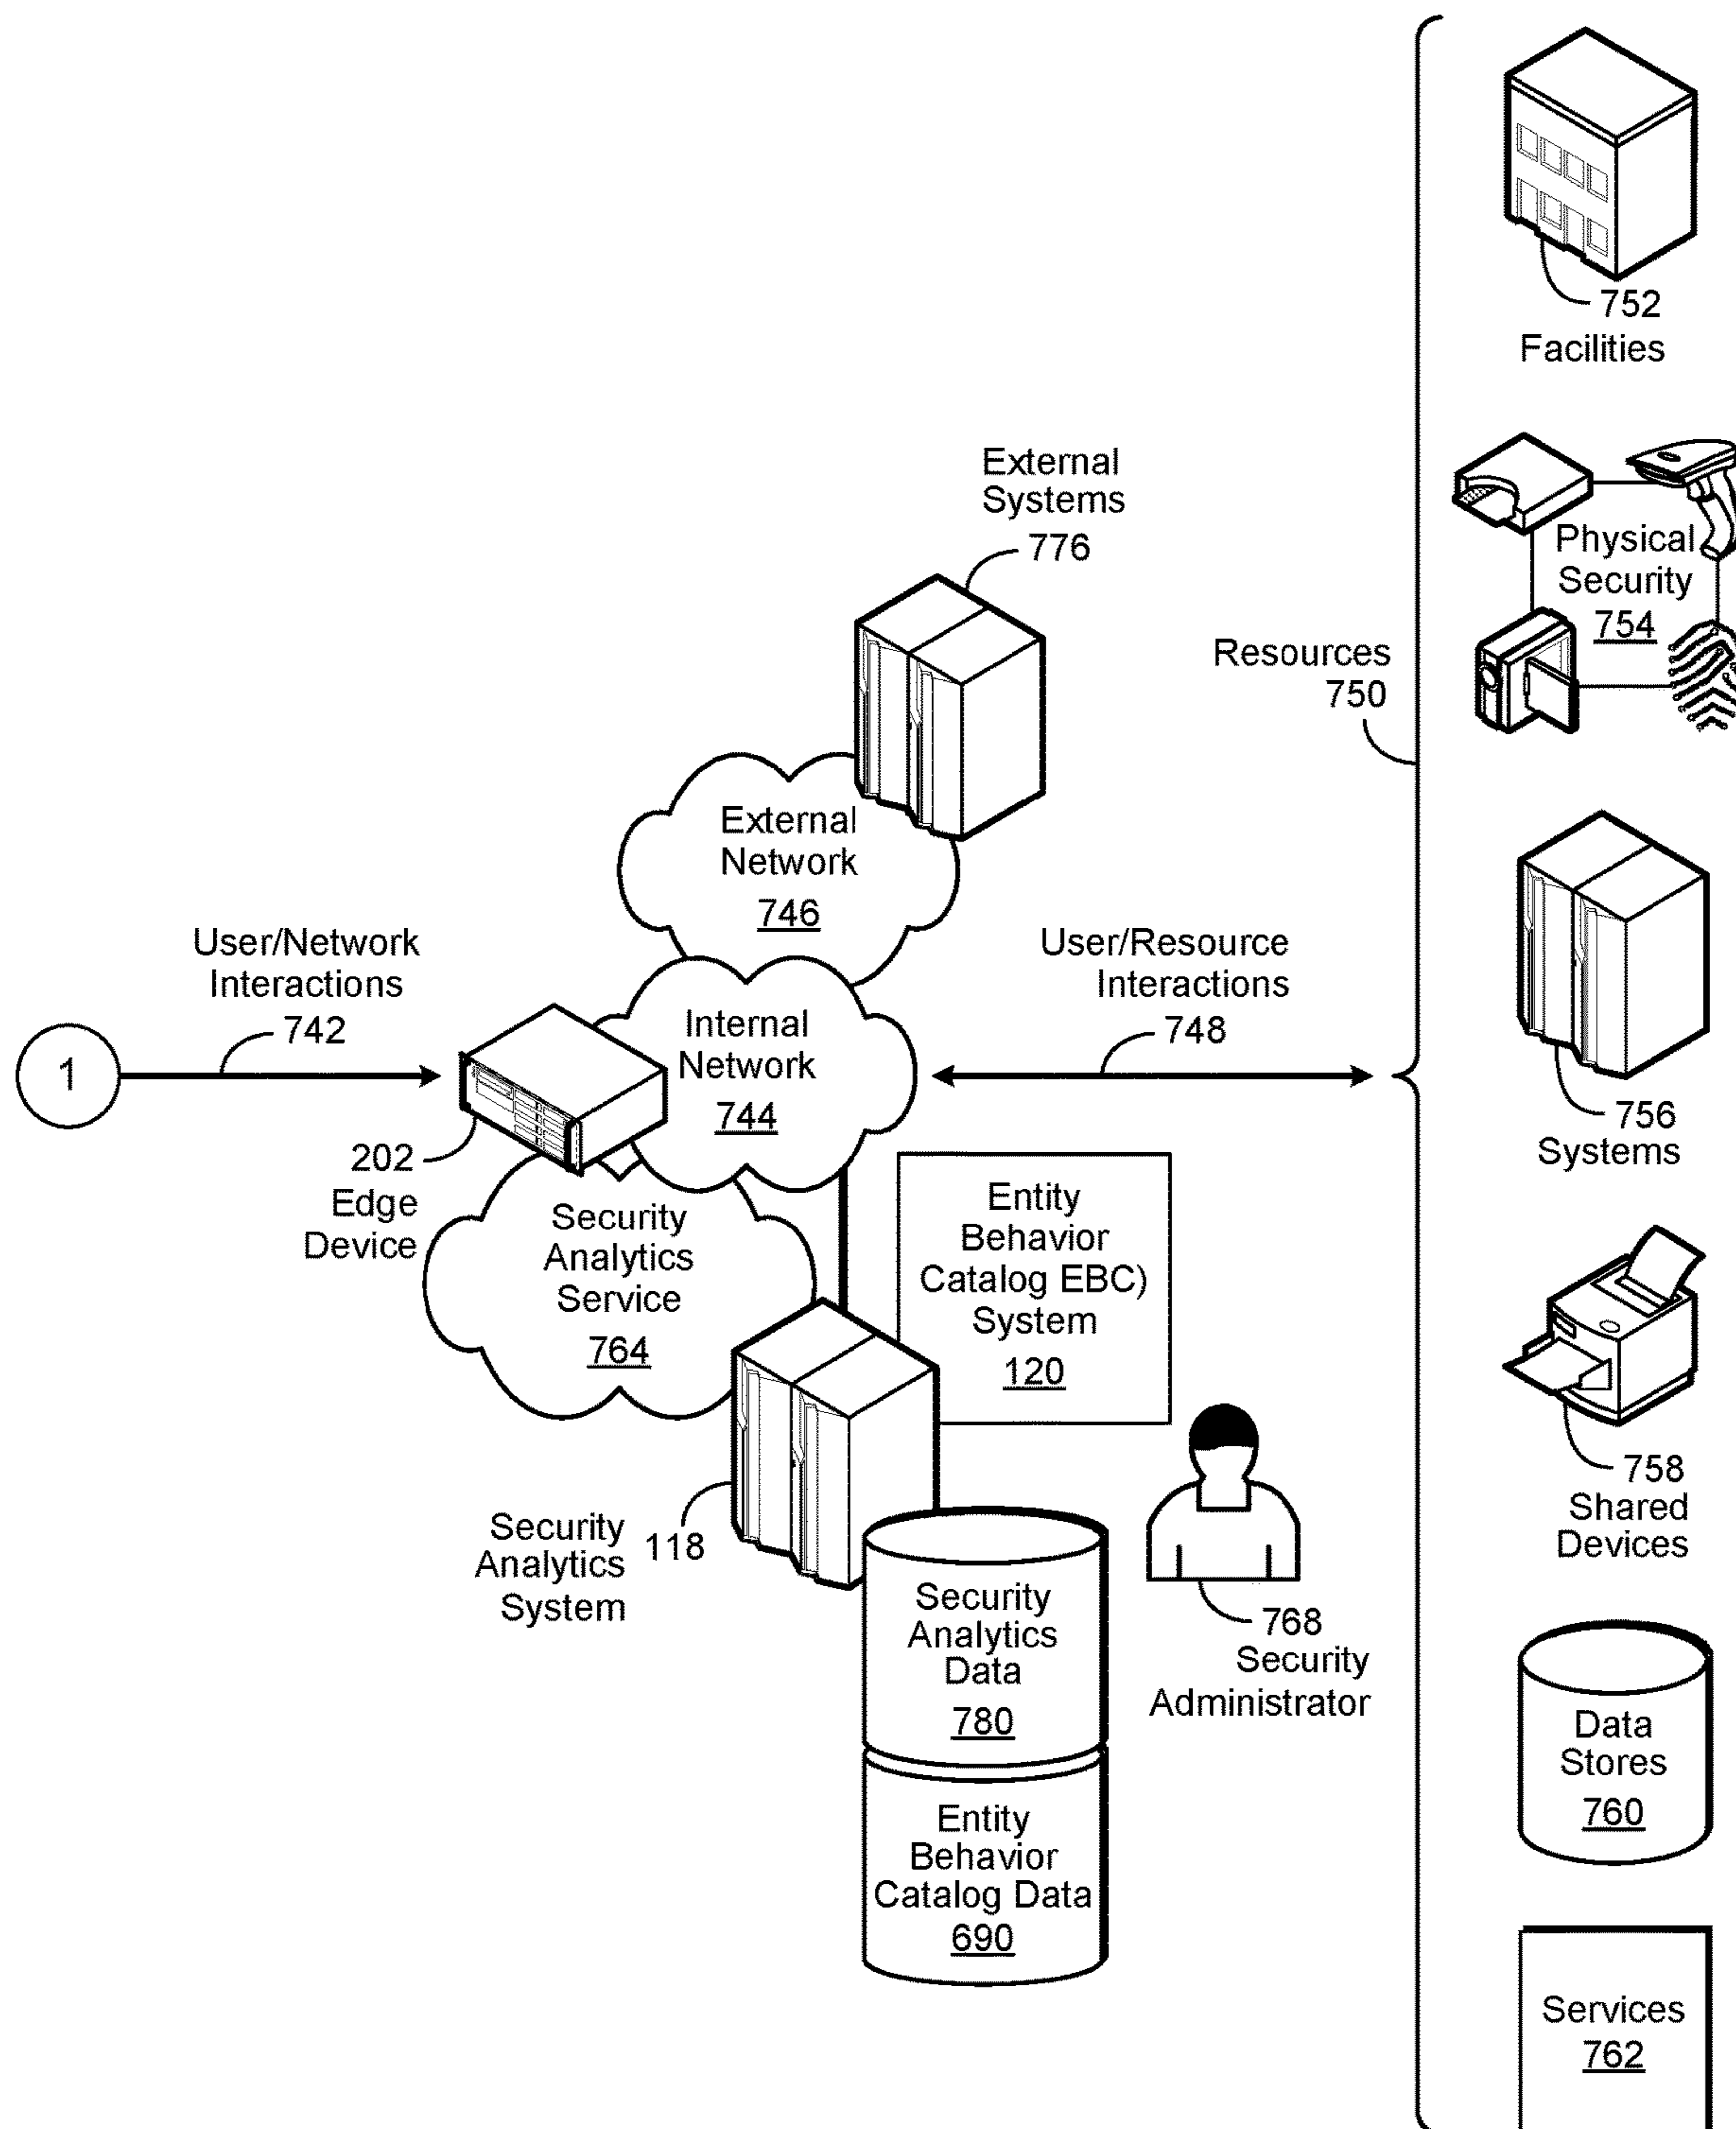 752
Facilities
External
Systems
776
Physical
Security
754
Resources
750
External
Network
746
User/Network
Interactions
742
User/Resource
Interactions
748
1
Internal
Network
744
756
Systems
202
Edge
Device
Security
Analytics
Service
764
Entity
Behavior
Catalog EBC)
System
120
758
Shared
Devices
Security
Analytics
System
118
Security
Analytics
Data
780
768
Security
Administrator
Data
Stores
760
Entity
Behavior
Catalog Data
690
Services
762